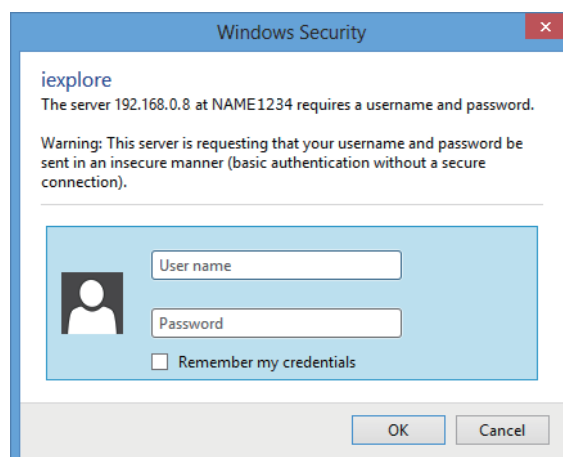 Windows Security
x
iexplore
The server 192.168.0.8 at NAME1234 requires a username and password.
Warning: This server is requesting that your username and password be
sent in an insecure manner (basic authentication without a secure
connection).
User name
Password
Remember my credentials
OK Cancel